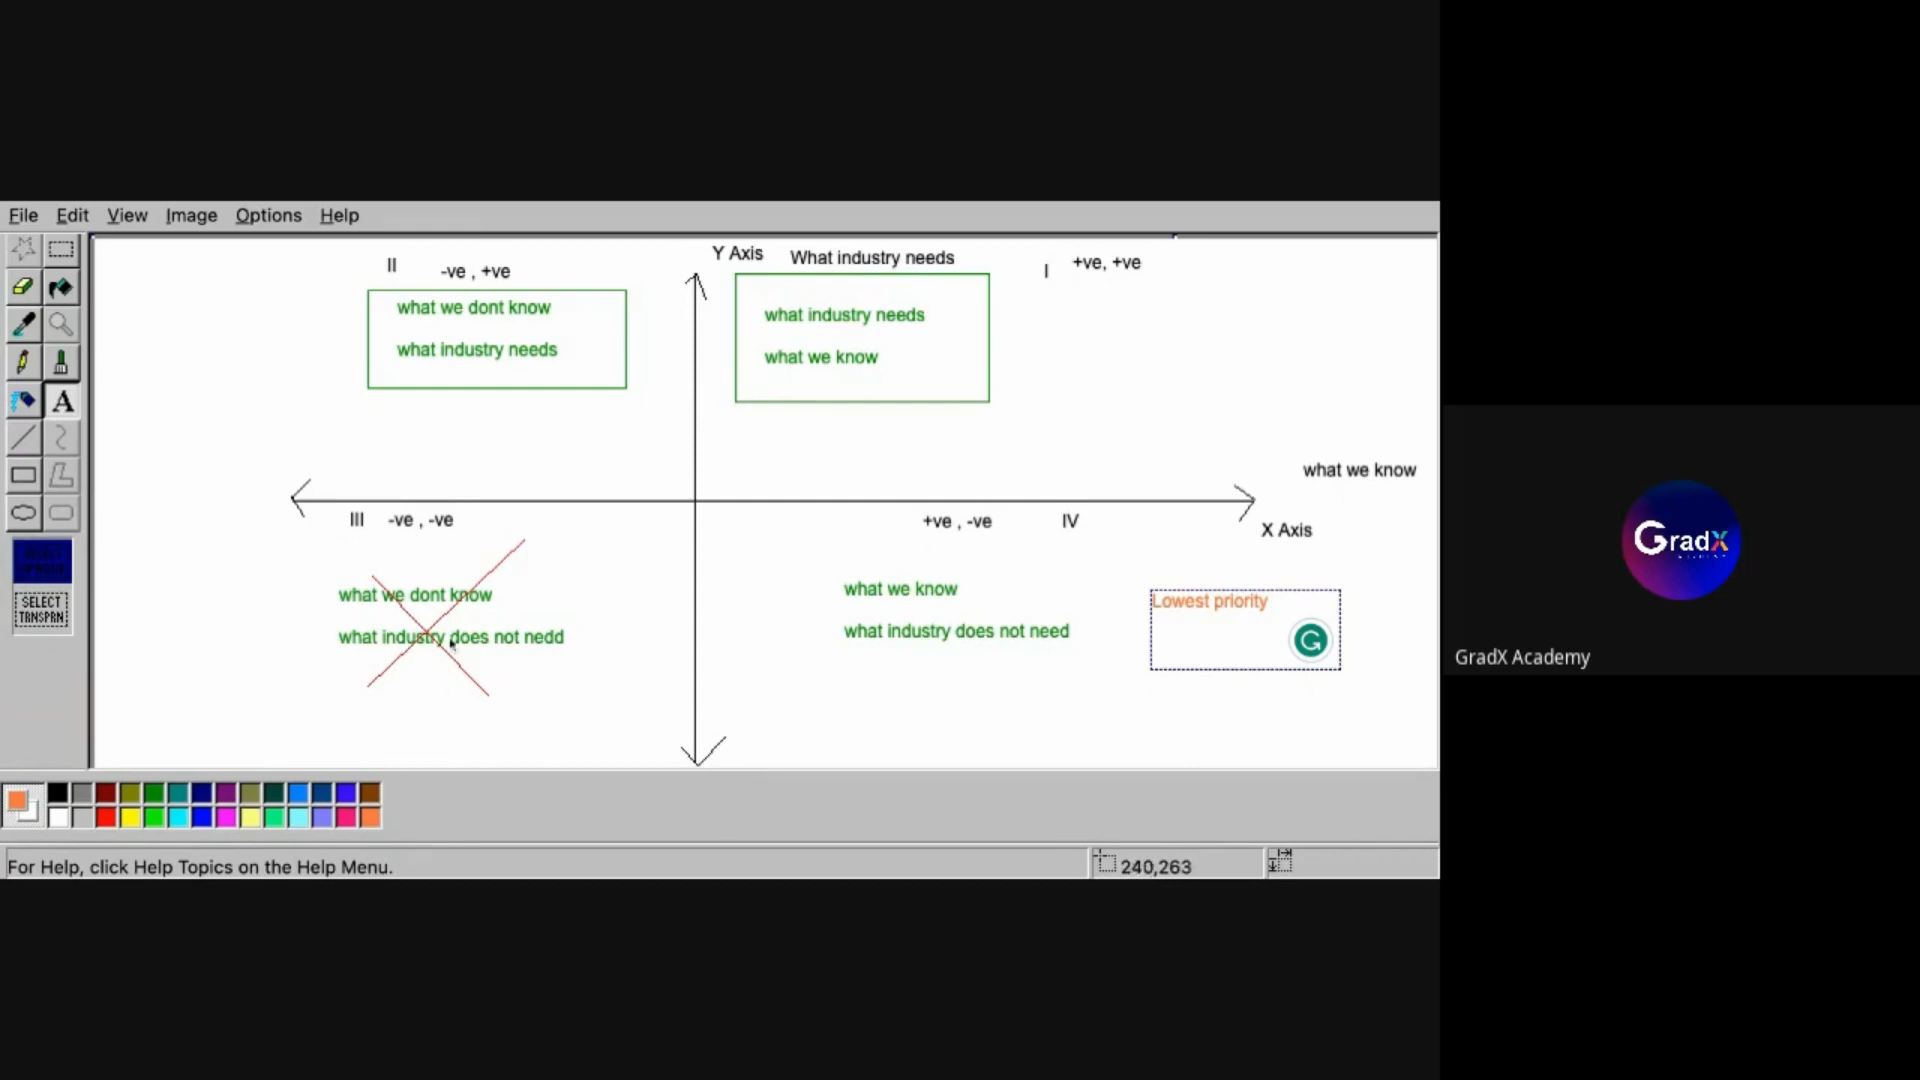 File Edit View Image Options Help
Y Axis What industry needs
II -ve , +ve
I +ve, +ve
what we dont know
what industry needs
what industry needs
what we know
what we know
X Axis
III -ve , -ve
+ve , -ve IV
what we dont know
what industry does not nedd
what we know
what industry does not need
Lowest priority
G
SELECT
TRNSPRN
A
For Help, click Help Topics on the Help Menu.
240,263
GradX
GradX Academy